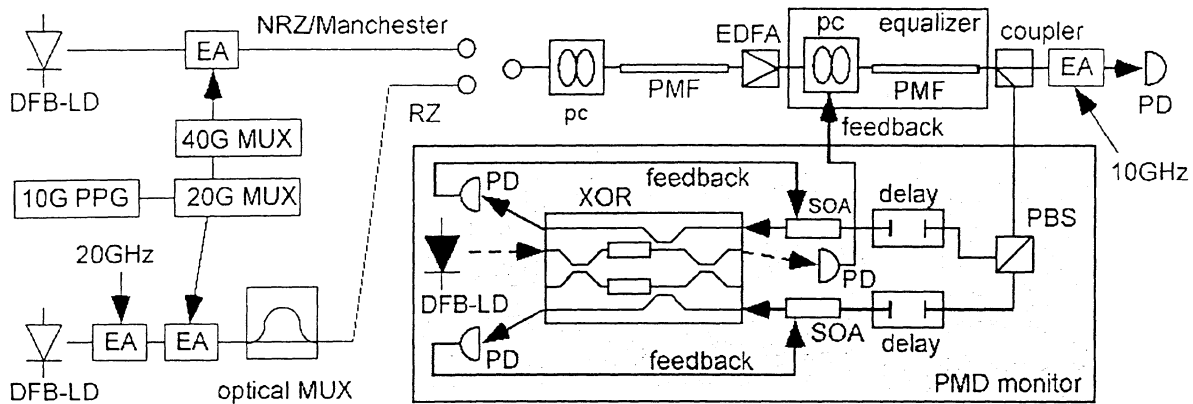 NRZ/Manchester
EA
DFB-LD
40G MUX
10G PPG
20G MUX
20GHz
EA
EA
DFB-LD
optical MUX
RZ
pc
PMF
EDFA
pc
equalizer
PMF
coupler
EA
PD
10GHz
feedback
feedback
PD
XOR
SOA
delay
PBS
DFB-LD
PD
PD
SOA
delay
feedback
PMD monitor